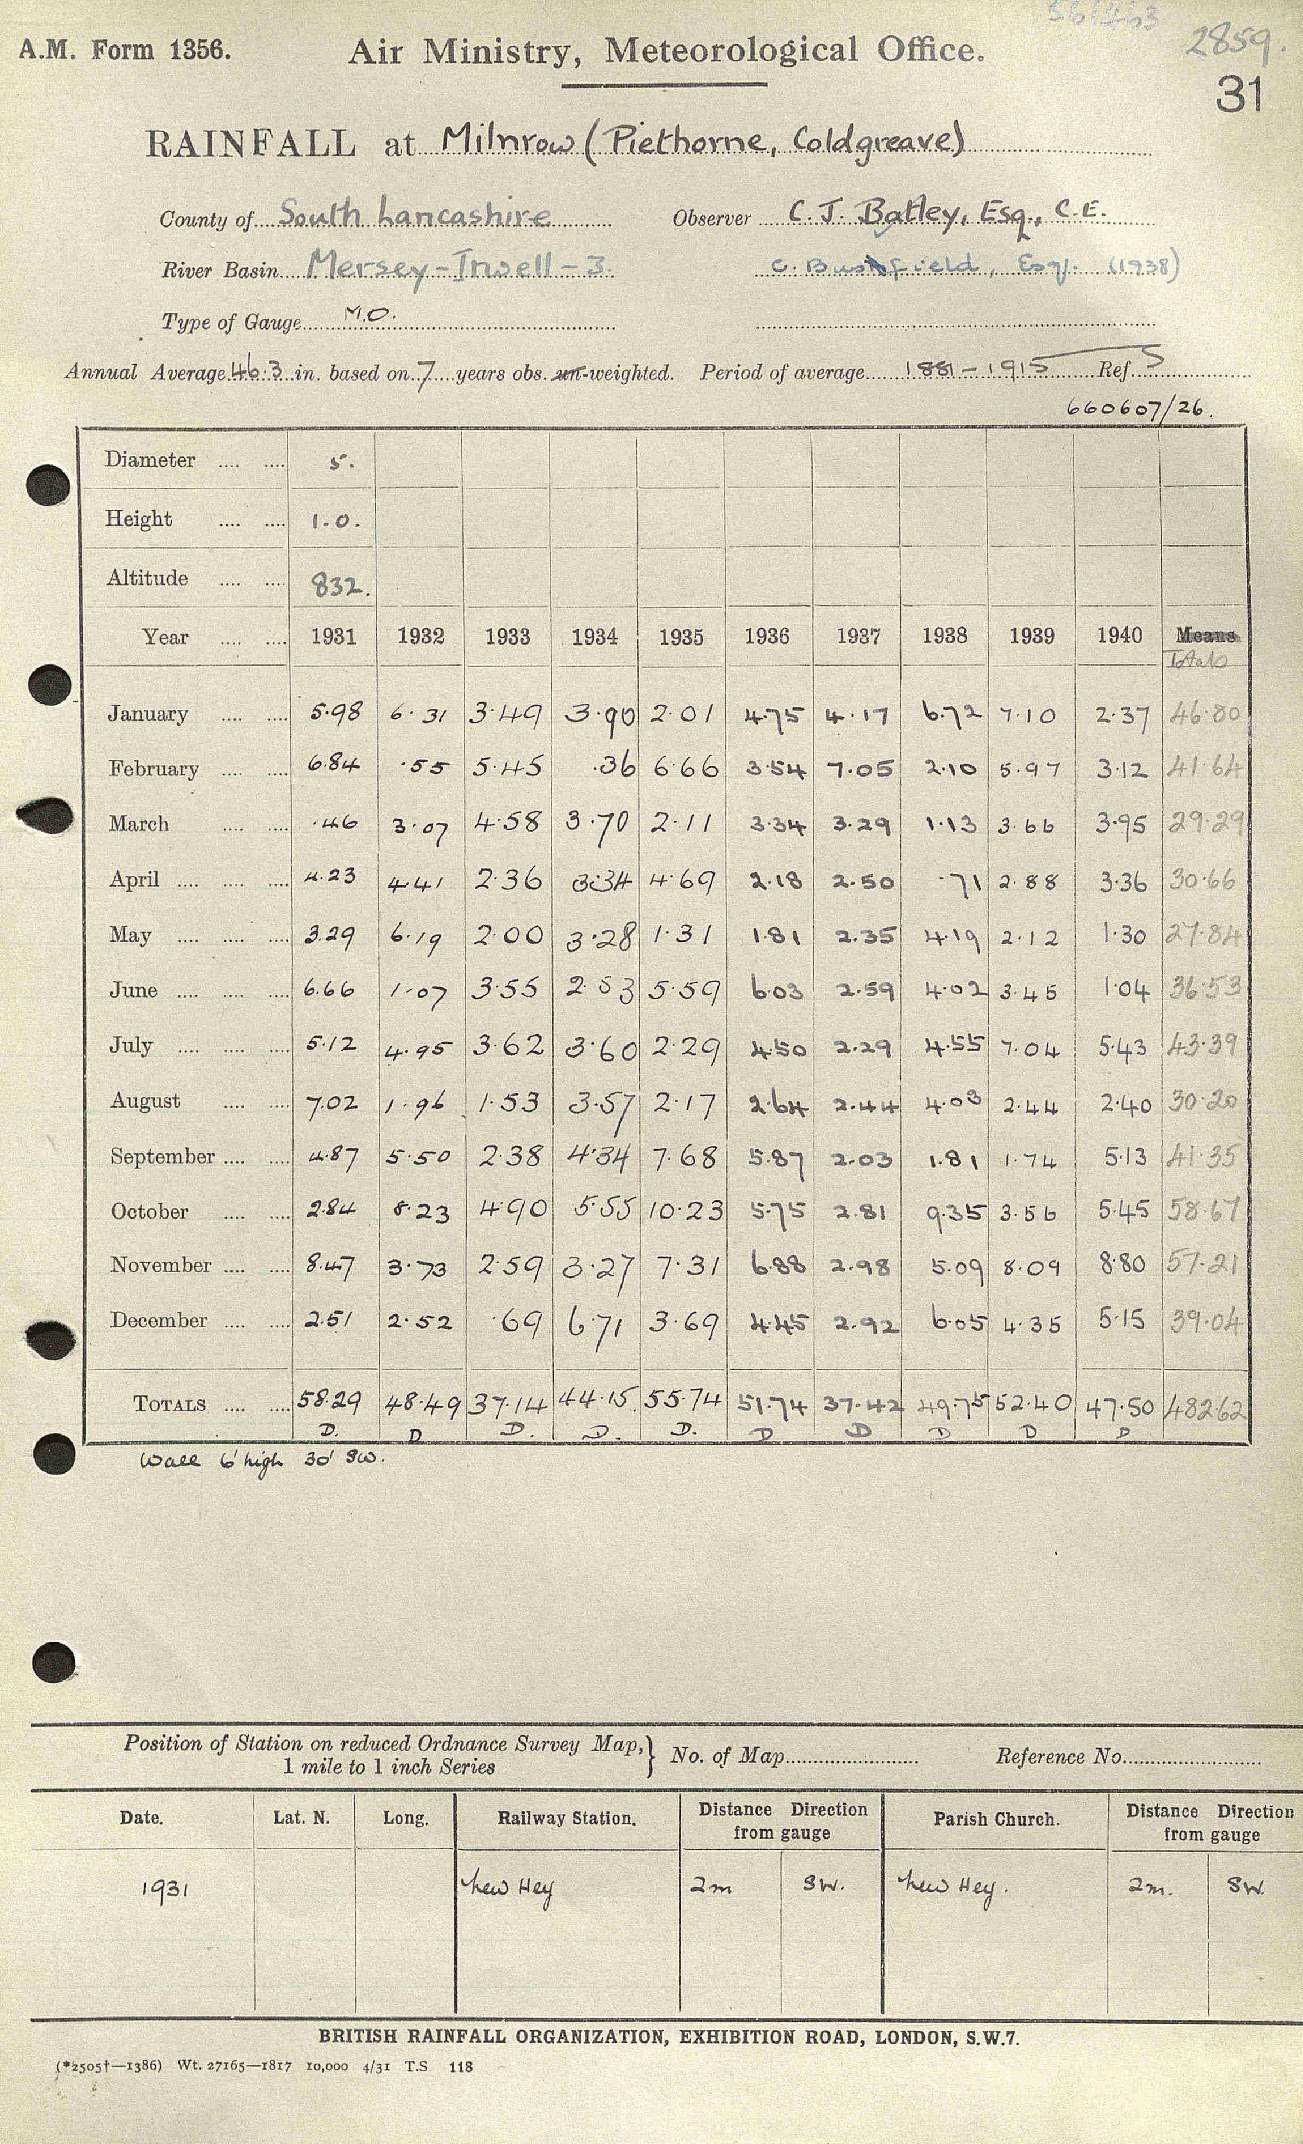 561463
2859.
A.M. Form 1356. Air Ministry, Meteorological Office.
31
RAINFALL at Milnrow (Piethorne, Coldgreave)
County of South Lancashire Observer C. J. Batley, Esq., C.E.
River Basin Mersey-Irwell-3. C. Bushfield, Esq. (1938)
Type of Gauge M.O.
Annual Average 46.3 in. based on 7 years obs. un-weighted. Period of average 1881-1915 Ref. S
660607/26.
Diameter .... .... 5.
Height .... .... 1.0.
Altitude .... .... 832.
Year .... .... 1931 1932 1933 1934 1935 1936 1937 1938 1939 1940 Means
Totals
January .... .... 5.98 6.31 3.49 3.90 2.01 4.75 4.17 6.72 7.10 2.37 46.80
February .... .... 6.84 .55 5.45 .36 6.66 3.54 7.05 2.10 5.97 3.12 41.64
March .... .... .46 3.07 4.58 3.70 2.11 3.34 3.29 1.13 3.66 3.95 29.29
April .... .... .... 4.23 4.41 2.36 3.34 4.69 2.18 2.50 .71 2.88 3.36 30.66
May .... .... .... 3.29 6.19 2.00 3.28 1.31 1.81 2.35 4.19 2.12 1.30 27.84
June .... .... .... 6.66 1.07 3.55 2.53 5.59 6.03 2.59 4.02 3.45 1.04 36.53
July .... .... .... 5.12 4.95 3.62 3.60 2.29 4.50 2.29 4.55 7.04 5.43 43.39
August .... .... 7.02 1.96 1.53 3.57 2.17 2.64 2.44 4.03 2.44 2.40 30.20
September .... .... 4.87 5.50 2.38 4.34 7.68 5.87 2.03 1.81 1.74 5.13 41.35
October .... .... 2.84 8.23 4.90 5.55 10.23 5.75 2.81 9.35 3.56 5.45 58.67
November .... .... 8.47 3.73 2.59 3.27 7.31 6.88 2.98 5.09 8.09 8.80 57.21
December .... .... 2.51 2.52 .69 6.71 3.69 4.45 2.92 6.05 4.35 5.15 39.04
TOTALS .... .... 58.29 48.49 37.14 44.15 55.74 51.74 37.42 49.75 52.40 47.50 482.62
D. D D. D. D. D D D D D
Wall 6' high 30' SW.
Position of Station on reduced Ordnance Survey Map, 1 mile to 1 inch Series } No. of Map Reference No.
Date. Lat. N. Long. Railway Station. Distance Direction from gauge Parish Church. Distance Direction from gauge
1931 New Hey 2m SW. New Hey. 2m. SW.
BRITISH RAINFALL ORGANIZATION, EXHIBITION ROAD, LONDON, S.W.7.
(*2505†—1386) Wt. 27165—1817 10,000 4/31 T.S 118